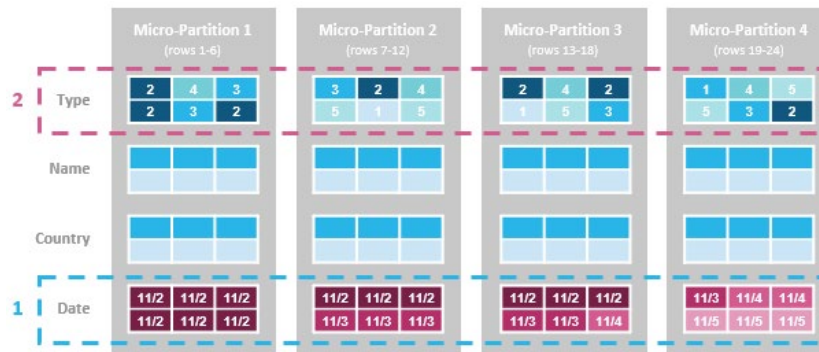 Micro-Partition 1 Micro-Partition 2 Micro-Partition 3 Micro-Partition 4
(rows 1-6) (rows 7-12) (rows 13-18) (rows 19-24)
2 4 3 3 2 4 2 4 2 1 4 5
2 Type
2 3 2 5 1 5 1 5 3 5 3 2
Name
Country
11/2 11/2 11/2 11/2 11/2 11/2 11/2 11/2 11/2 11/3 11/4 11/4
1 Date
11/2 11/2 11/2 11/3 11/3 11/3 11/3 11/3 11/4 11/5 11/5 11/5